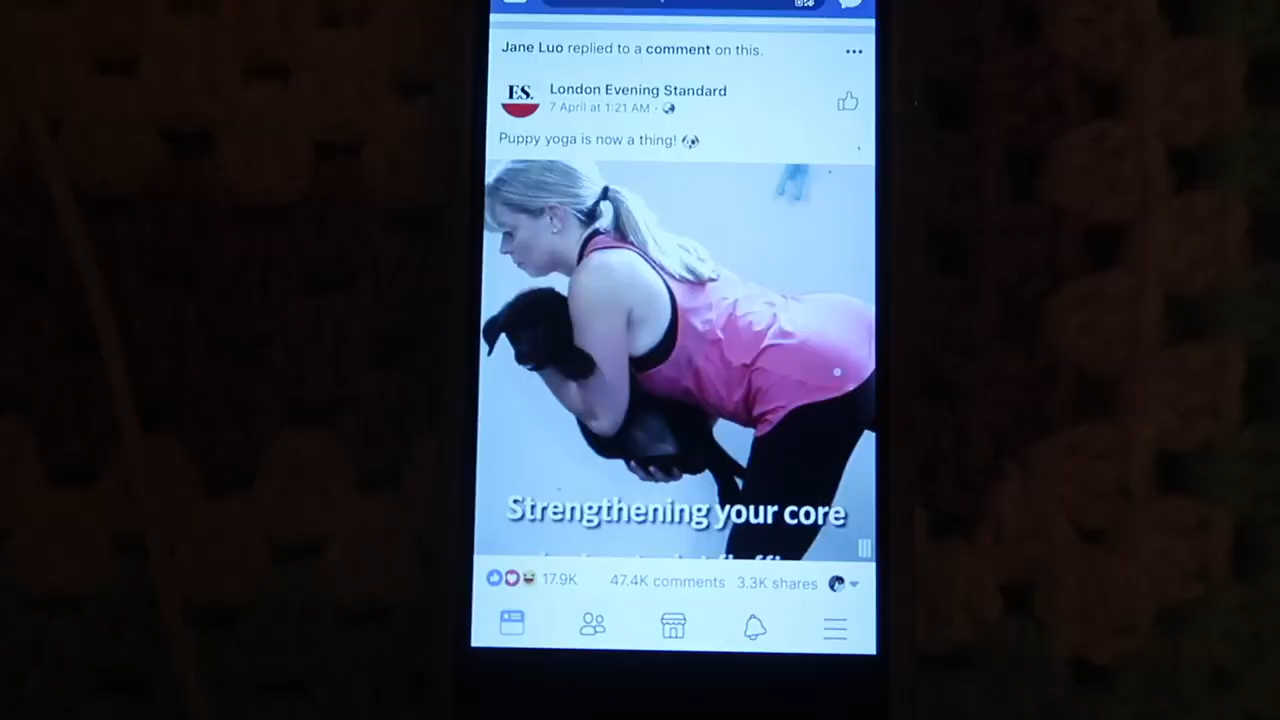 Jane Luo replied to a comment on this.
ES.
London Evening Standard
7 April at 1:21 AM ·
Puppy yoga is now a thing!
Strengthening your core
17.9K 47.4K comments 3.3K shares